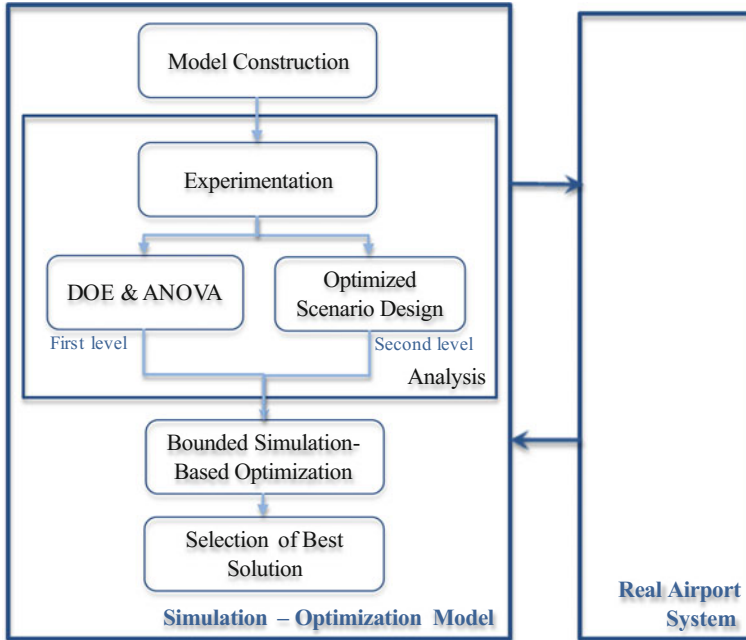 Model Construction
Experimentation
DOE & ANOVA
Optimized
Scenario Design
First level
Second level
Analysis
Bounded Simulation-
Based Optimization
Selection of Best
Solution
Simulation – Optimization Model
Real Airport
System